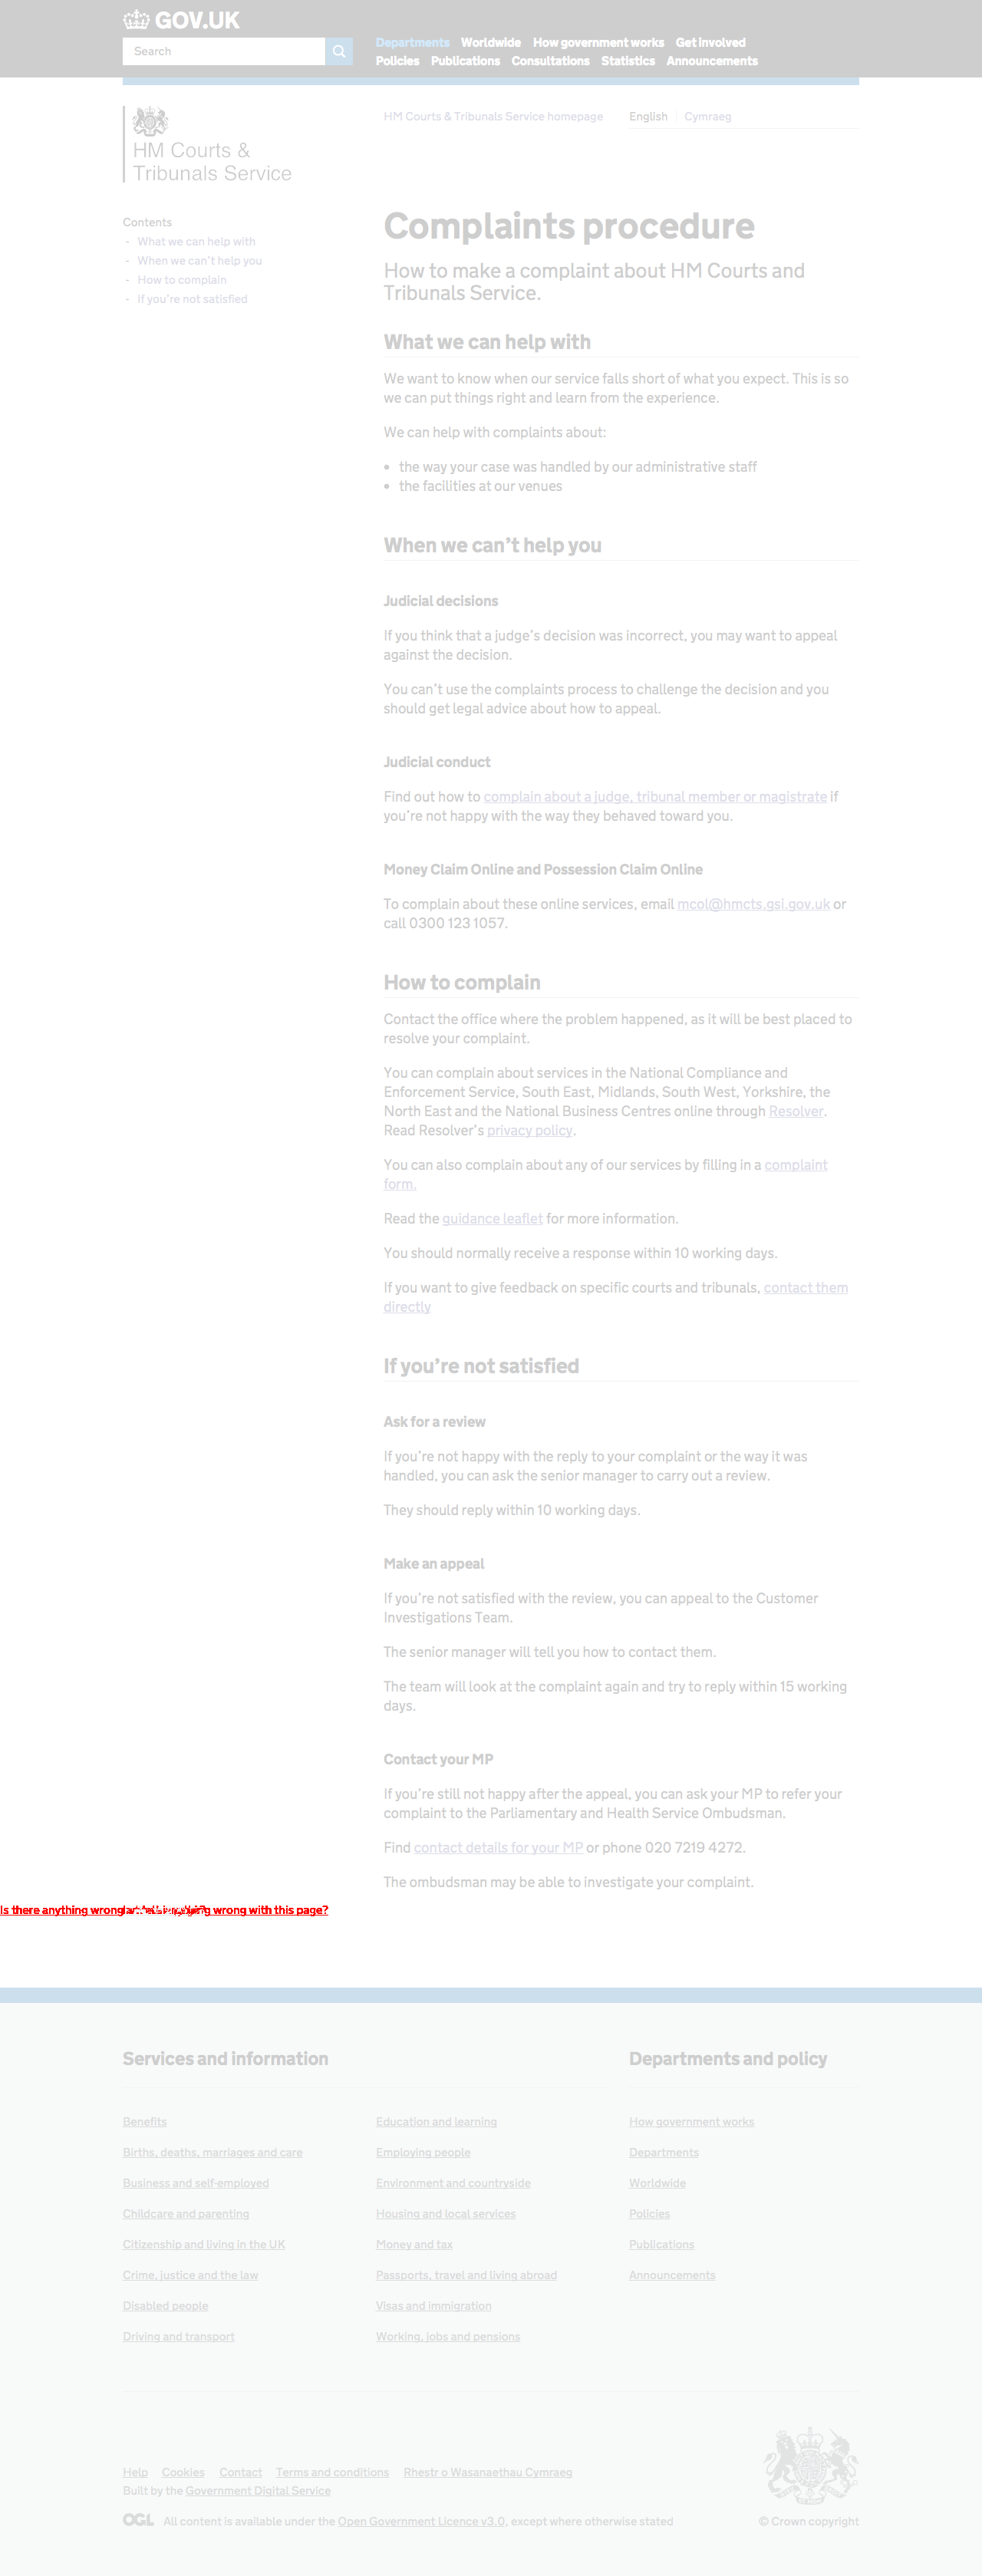 GOV.UK
Search
Departments Worldwide How government works Get involved
Policies Publications Consultations Statistics Announcements
HM Courts & Tribunals Service homepage
English Cymraeg
HM Courts &
Tribunals Service
Contents
- What we can help with
- When we can't help you
- How to complain
- If you're not satisfied
Complaints procedure
How to make a complaint about HM Courts and
Tribunals Service.
What we can help with
We want to know when our service falls short of what you expect. This is so
we can put things right and learn from the experience.
We can help with complaints about:
• the way your case was handled by our administrative staff
• the facilities at our venues
When we can't help you
Judicial decisions
If you think that a judge's decision was incorrect, you may want to appeal
against the decision.
You can't use the complaints process to challenge the decision and you
should get legal advice about how to appeal.
Judicial conduct
Find out how to complain about a judge, tribunal member or magistrate if
you're not happy with the way they behaved toward you.
Money Claim Online and Possession Claim Online
To complain about these online services, email mcol@hmcts.gsi.gov.uk or
call 0300 123 1057.
How to complain
Contact the office where the problem happened, as it will be best placed to
resolve your complaint.
You can complain about services in the National Compliance and
Enforcement Service, South East, Midlands, South West, Yorkshire, the
North East and the National Business Centres online through Resolver.
Read Resolver's privacy policy.
You can also complain about any of our services by filling in a complaint
form.
Read the guidance leaflet for more information.
You should normally receive a response within 10 working days.
If you want to give feedback on specific courts and tribunals, contact them
directly
If you're not satisfied
Ask for a review
If you're not happy with the reply to your complaint or the way it was
handled, you can ask the senior manager to carry out a review.
They should reply within 10 working days.
Make an appeal
If you're not satisfied with the review, you can appeal to the Customer
Investigations Team.
The senior manager will tell you how to contact them.
The team will look at the complaint again and try to reply within 15 working
days.
Contact your MP
If you're still not happy after the appeal, you can ask your MP to refer your
complaint to the Parliamentary and Health Service Ombudsman.
Find contact details for your MP or phone 020 7219 4272.
The ombudsman may be able to investigate your complaint.
Is there anything wrong wrong with this page?
Services and information
Departments and policy
Benefits
Births, deaths, marriages and care
Business and self-employed
Childcare and parenting
Citizenship and living in the UK
Crime, justice and the law
Disabled people
Driving and transport
Education and learning
Employing people
Environment and countryside
Housing and local services
Money and tax
Passports, travel and living abroad
Visas and immigration
Working, jobs and pensions
How government works
Departments
Worldwide
Policies
Publications
Announcements
Help Cookies Contact Terms and conditions Rhestr o Wasanaethau Cymraeg
Built by the Government Digital Service
OGL All content is available under the Open Government Licence v3.0, except where otherwise stated
© Crown copyright